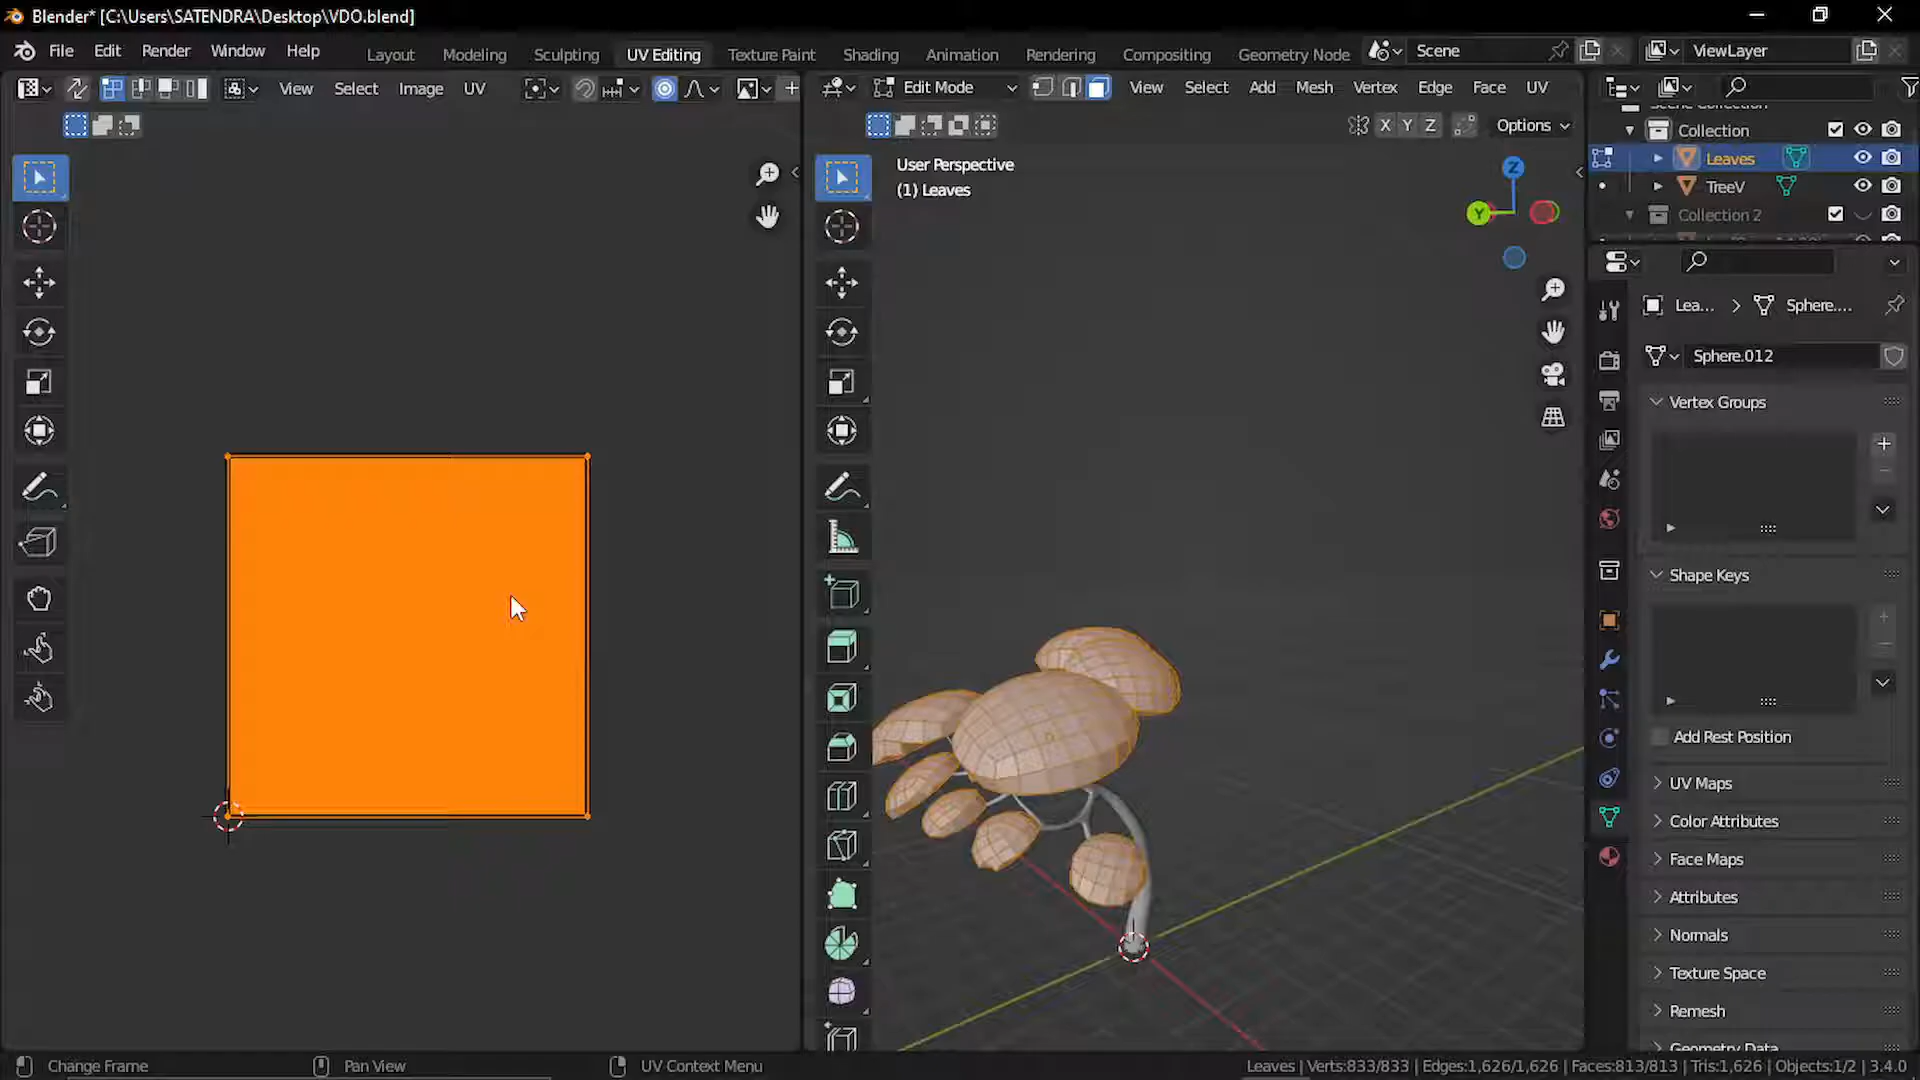 Blender* [C:\Users\SATENDRA\Desktop\VDO.blend]
File Edit Render Window Help
Layout Modeling Sculpting UV Editing Texture Paint Shading Animation Rendering Compositing Geometry Node
Scene
ViewLayer
View Select Image UV
Edit Mode
View Select Add Mesh Vertex Edge Face UV
X Y Z
Options
User Perspective
(1) Leaves
Z
Y
Scene Collection
Collection
Leaves
TreeV
Collection 2
Lea... Sphere....
Sphere.012
Vertex Groups
Shape Keys
Add Rest Position
UV Maps
Color Attributes
Face Maps
Attributes
Normals
Texture Space
Remesh
Geometry Data
Change Frame
Pan View
UV Context Menu
Leaves | Verts:833/833 | Edges:1,626/1,626 | Faces:813/813 | Tris:1,626 | Objects:1/2 | 3.4.0